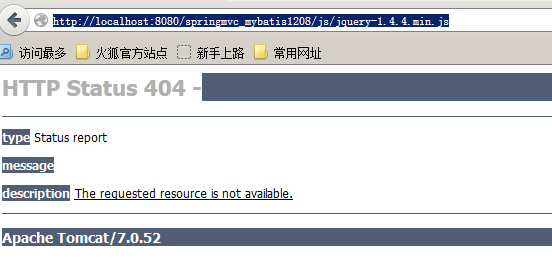 http://localhost:8080/springmvc_mybatis1208/js/jquery-1.4.4.min.js
访问最多 火狐官方站点 新手上路 常用网址
HTTP Status 404 -
type Status report
message
description The requested resource is not available.
Apache Tomcat/7.0.52